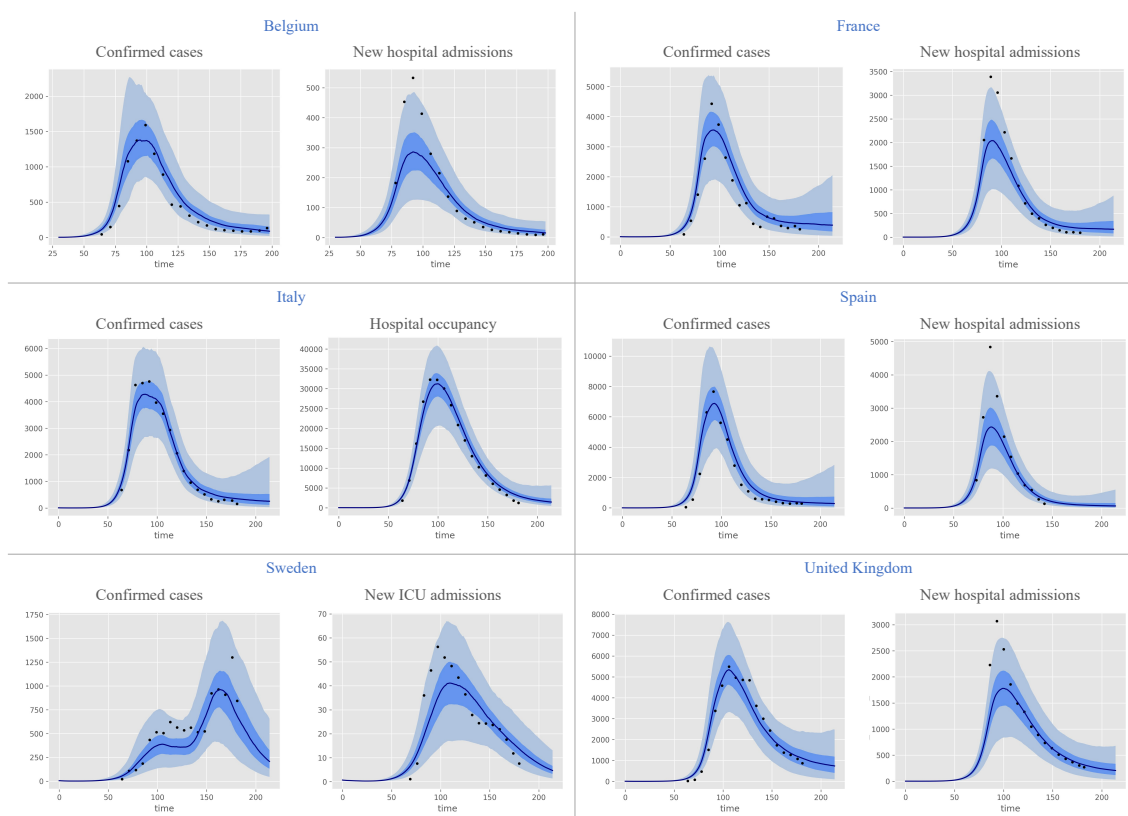 Belgium
Confirmed cases
New hospital admissions
2000
1500
1000
500
0
25 50 75 100 125 150 175 200
time
500
400
300
200
100
0
25 50 75 100 125 150 175 200
time
France
Confirmed cases
New hospital admissions
5000
4000
3000
2000
1000
0
0 50 100 150 200
time
3500
3000
2500
2000
1500
1000
500
0
0 50 100 150 200
time
Italy
Confirmed cases
Hospital occupancy
6000
5000
4000
3000
2000
1000
0
0 50 100 150 200
time
40000
35000
30000
25000
20000
15000
10000
5000
0
0 50 100 150 200
time
Spain
Confirmed cases
New hospital admissions
10000
8000
6000
4000
2000
0
0 50 100 150 200
time
5000
4000
3000
2000
1000
0
0 50 100 150 200
time
Sweden
Confirmed cases
New ICU admissions
1750
1500
1250
1000
750
500
250
0
0 50 100 150 200
time
70
60
50
40
30
20
10
0
0 50 100 150 200
time
United Kingdom
Confirmed cases
New hospital admissions
8000
7000
6000
5000
4000
3000
2000
1000
0
0 50 100 150 200
time
3000
2500
2000
1500
1000
500
0
0 50 100 150 200
time